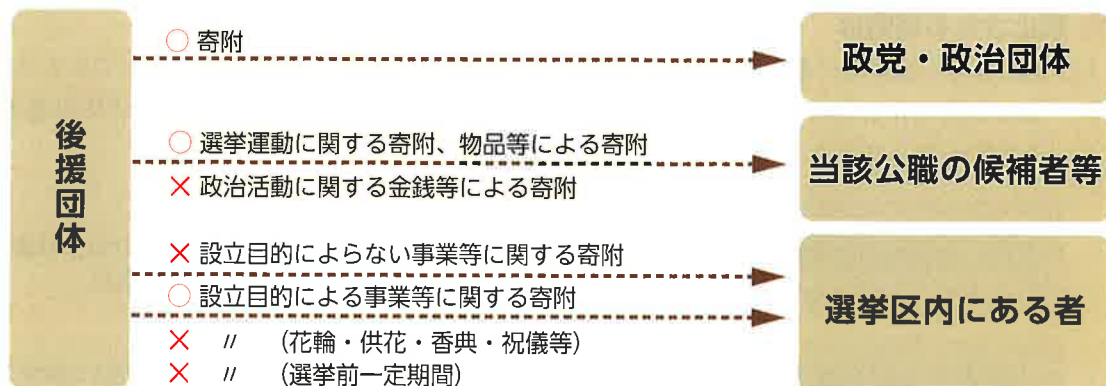 後援団体
○ 寄附
政党・政治団体
○ 選挙運動に関する寄附、物品等による寄附
× 政治活動に関する金銭等による寄附
当該公職の候補者等
× 設立目的によらない事業等に関する寄附
○ 設立目的による事業等に関する寄附
× 〃 (花輪・供花・香典・祝儀等)
× 〃 (選挙前一定期間)
選挙区内にある者